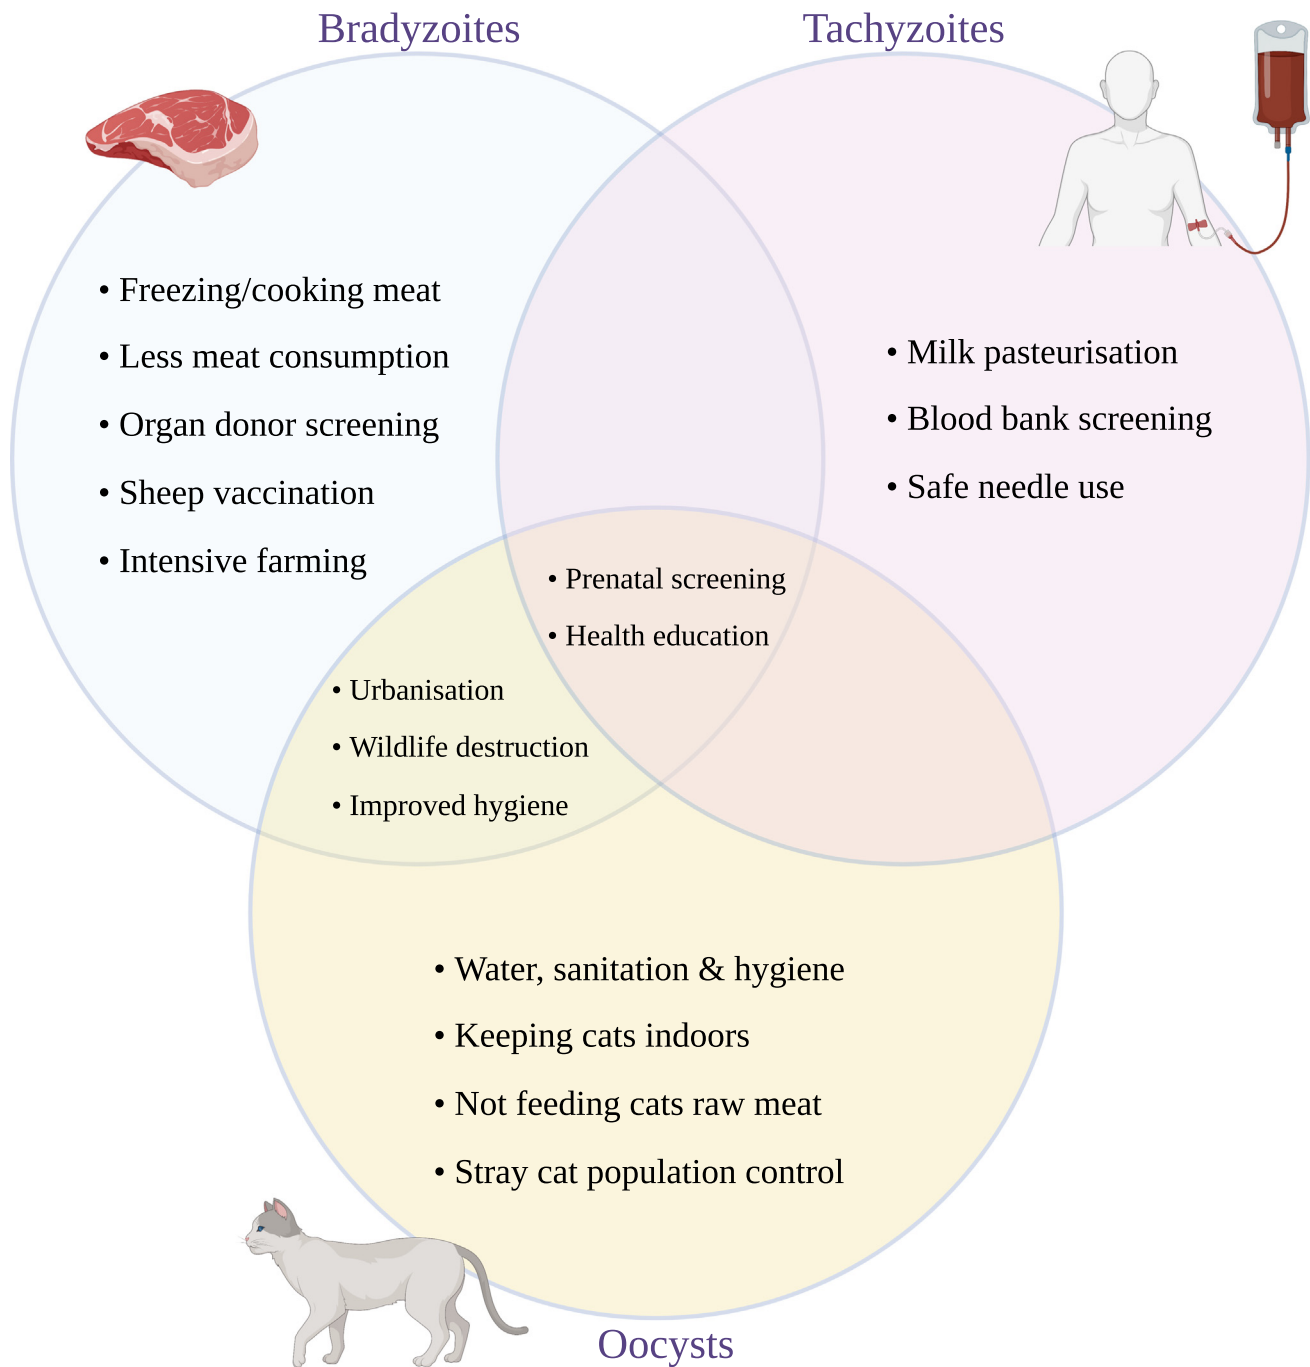 Bradyzoites
Tachyzoites
• Freezing/cooking meat
• Less meat consumption
• Organ donor screening
• Sheep vaccination
• Intensive farming
• Milk pasteurisation
• Blood bank screening
• Safe needle use
• Prenatal screening
• Health education
• Urbanisation
• Wildlife destruction
• Improved hygiene
• Water, sanitation & hygiene
• Keeping cats indoors
• Not feeding cats raw meat
• Stray cat population control
Oocysts